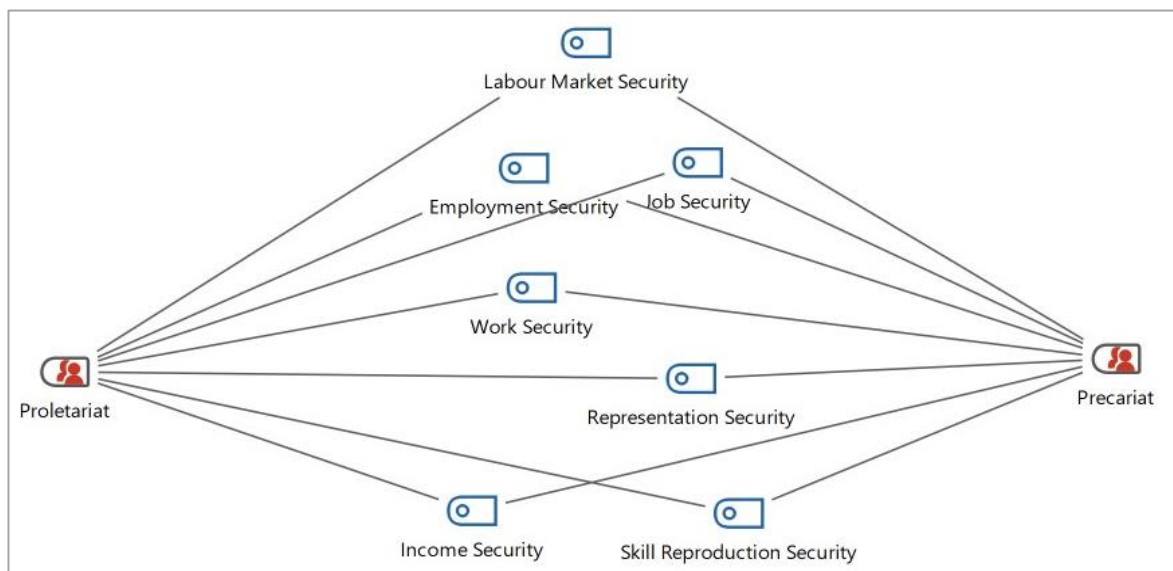 Labour Market Security
Employment Security
Job Security
Work Security
Proletariat
Precariat
Representation Security
Income Security
Skill Reproduction Security